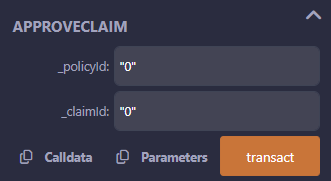 APPROVECLAIM
_policyId: "0"
_claimId: "0"
Calldata Parameters transact